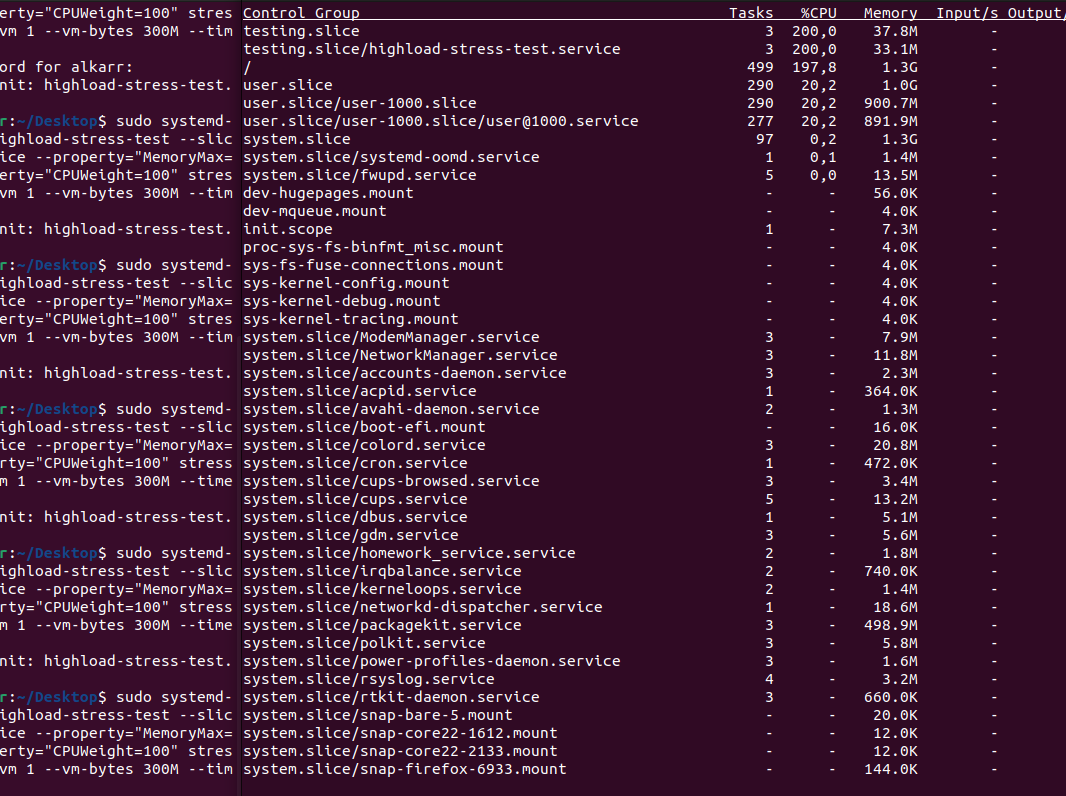 erty="CPUWeight=100" stres
vm 1 --vm-bytes 300M --tim

ord for alkarr:
nit: highload-stress-test.

r:~/Desktop$ sudo systemd-
ighload-stress-test --slic
ice --property="MemoryMax=
erty="CPUWeight=100" stres
vm 1 --vm-bytes 300M --tim

nit: highload-stress-test.

r:~/Desktop$ sudo systemd-
ighload-stress-test --slic
ice --property="MemoryMax=
erty="CPUWeight=100" stres
vm 1 --vm-bytes 300M --tim

nit: highload-stress-test.

r:~/Desktop$ sudo systemd-
ighload-stress-test --slic
ice --property="MemoryMax=
rty="CPUWeight=100" stress
m 1 --vm-bytes 300M --time

nit: highload-stress-test.

r:~/Desktop$ sudo systemd-
ighload-stress-test --slic
ice --property="MemoryMax=
rty="CPUWeight=100" stress
m 1 --vm-bytes 300M --time

nit: highload-stress-test.

r:~/Desktop$ sudo systemd-
ighload-stress-test --slic
ice --property="MemoryMax=
erty="CPUWeight=100" stres
vm 1 --vm-bytes 300M --tim

Control Group Tasks %CPU Memory Input/s Output/
testing.slice 3 200,0 37.8M -
testing.slice/highload-stress-test.service 3 200,0 33.1M -
/ 499 197,8 1.3G -
user.slice 290 20,2 1.0G -
user.slice/user-1000.slice 290 20,2 900.7M -
user.slice/user-1000.slice/user@1000.service 277 20,2 891.9M -
system.slice 97 0,2 1.3G -
system.slice/systemd-oomd.service 1 0,1 1.4M -
system.slice/fwupd.service 5 0,0 13.5M -
dev-hugepages.mount - - 56.0K -
dev-mqueue.mount - - 4.0K -
init.scope 1 - 7.3M -
proc-sys-fs-binfmt_misc.mount - - 4.0K -
sys-fs-fuse-connections.mount - - 4.0K -
sys-kernel-config.mount - - 4.0K -
sys-kernel-debug.mount - - 4.0K -
sys-kernel-tracing.mount - - 4.0K -
system.slice/ModemManager.service 3 - 7.9M -
system.slice/NetworkManager.service 3 - 11.8M -
system.slice/accounts-daemon.service 3 - 2.3M -
system.slice/acpid.service 1 - 364.0K -
system.slice/avahi-daemon.service 2 - 1.3M -
system.slice/boot-efi.mount - - 16.0K -
system.slice/colord.service 3 - 20.8M -
system.slice/cron.service 1 - 472.0K -
system.slice/cups-browsed.service 3 - 3.4M -
system.slice/cups.service 5 - 13.2M -
system.slice/dbus.service 1 - 5.1M -
system.slice/gdm.service 3 - 5.6M -
system.slice/homework_service.service 2 - 1.8M -
system.slice/irqbalance.service 2 - 740.0K -
system.slice/kerneloops.service 2 - 1.4M -
system.slice/networkd-dispatcher.service 1 - 18.6M -
system.slice/packagekit.service 3 - 498.9M -
system.slice/polkit.service 3 - 5.8M -
system.slice/power-profiles-daemon.service 3 - 1.6M -
system.slice/rsyslog.service 4 - 3.2M -
system.slice/rtkit-daemon.service 3 - 660.0K -
system.slice/snap-bare-5.mount - - 20.0K -
system.slice/snap-core22-1612.mount - - 12.0K -
system.slice/snap-core22-2133.mount - - 12.0K -
system.slice/snap-firefox-6933.mount - - 144.0K -